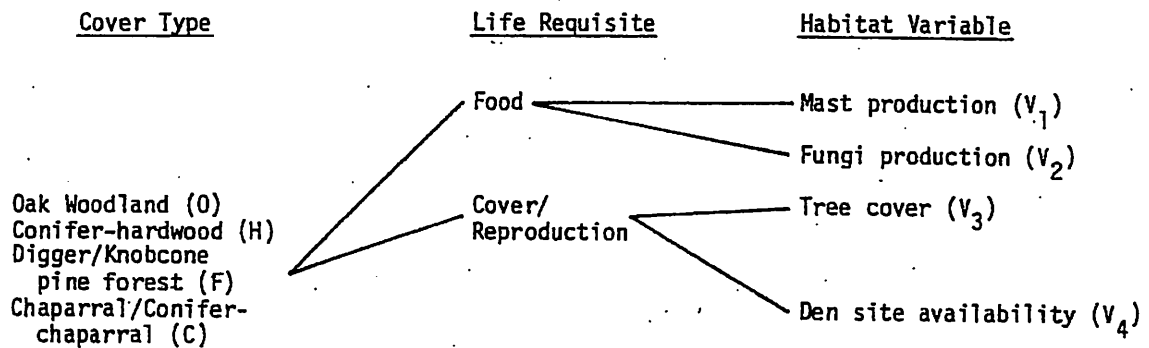 Cover Type Life Requisite Habitat Variable
Food Mast production (V1)
Fungi production (V2)
Oak Woodland (O)
Conifer-hardwood (H)
Digger/Knobcone
pine forest (F)
Chaparral/Conifer-
chaparral (C)
Cover/
Reproduction
Tree cover (V3)
Den site availability (V4)